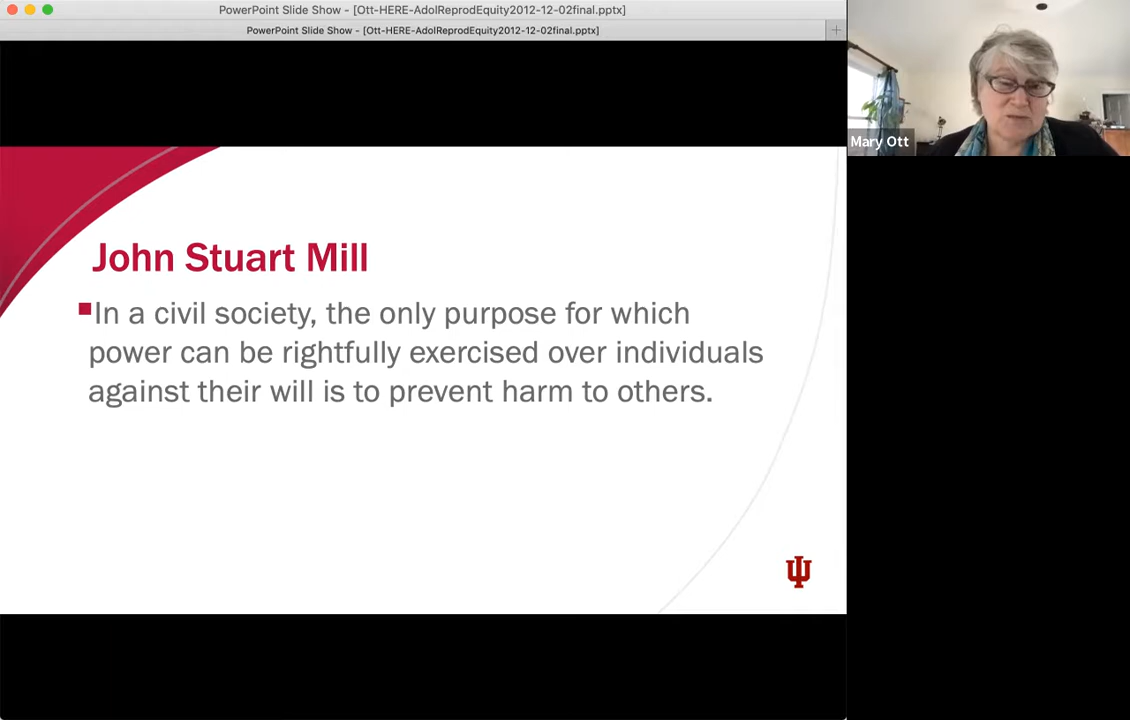 PowerPoint Slide Show - [Ott-HERE-AdolReprodEquity2012-12-02final.pptx]
PowerPoint Slide Show - [Ott-HERE-AdolReprodEquity2012-12-02final.pptx]
Mary Ott
John Stuart Mill
In a civil society, the only purpose for which
power can be rightfully exercised over individuals
against their will is to prevent harm to others.